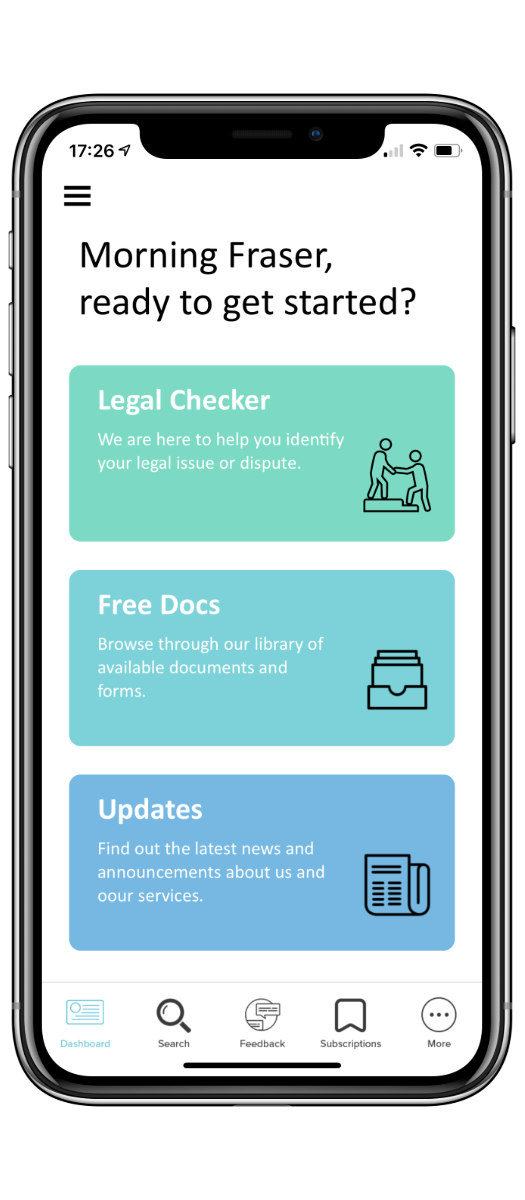 17:26
Morning Fraser,
ready to get started?
Legal Checker
We are here to help you identify
your legal issue or dispute.
Free Docs
Browse through our library of
available documents and
forms.
Updates
Find out the latest news and
announcements about us and
oour services.
Dashboard Search Feedback Subscriptions More